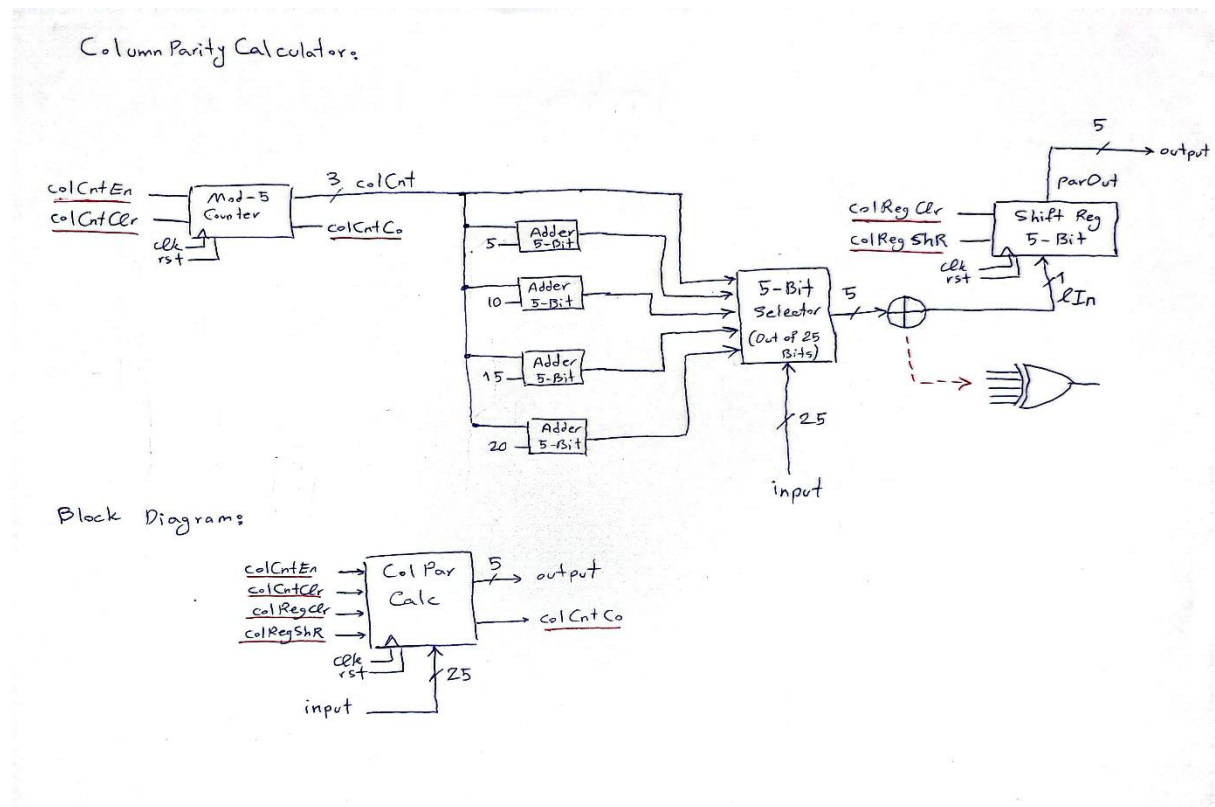 Column Parity Calculator:
5
output
parOut
colCntEn
colCntClr
Mod-5
Counter
clk
rst
3 colCnt
colCntCo
5
Adder
5-Bit
10
Adder
5-Bit
15
Adder
5-Bit
20
Adder
5-Bit
5-Bit
Selector
(Out of 25
Bits)
25
input
5
colRegClr
colRegShR
Shift Reg
5-Bit
clk
rst
1
lIn
Block Diagram:
colCntEn
colCntClr
colRegClr
colRegShR
Col Par
Calc
clk
rst
5
output
colCntCo
25
input